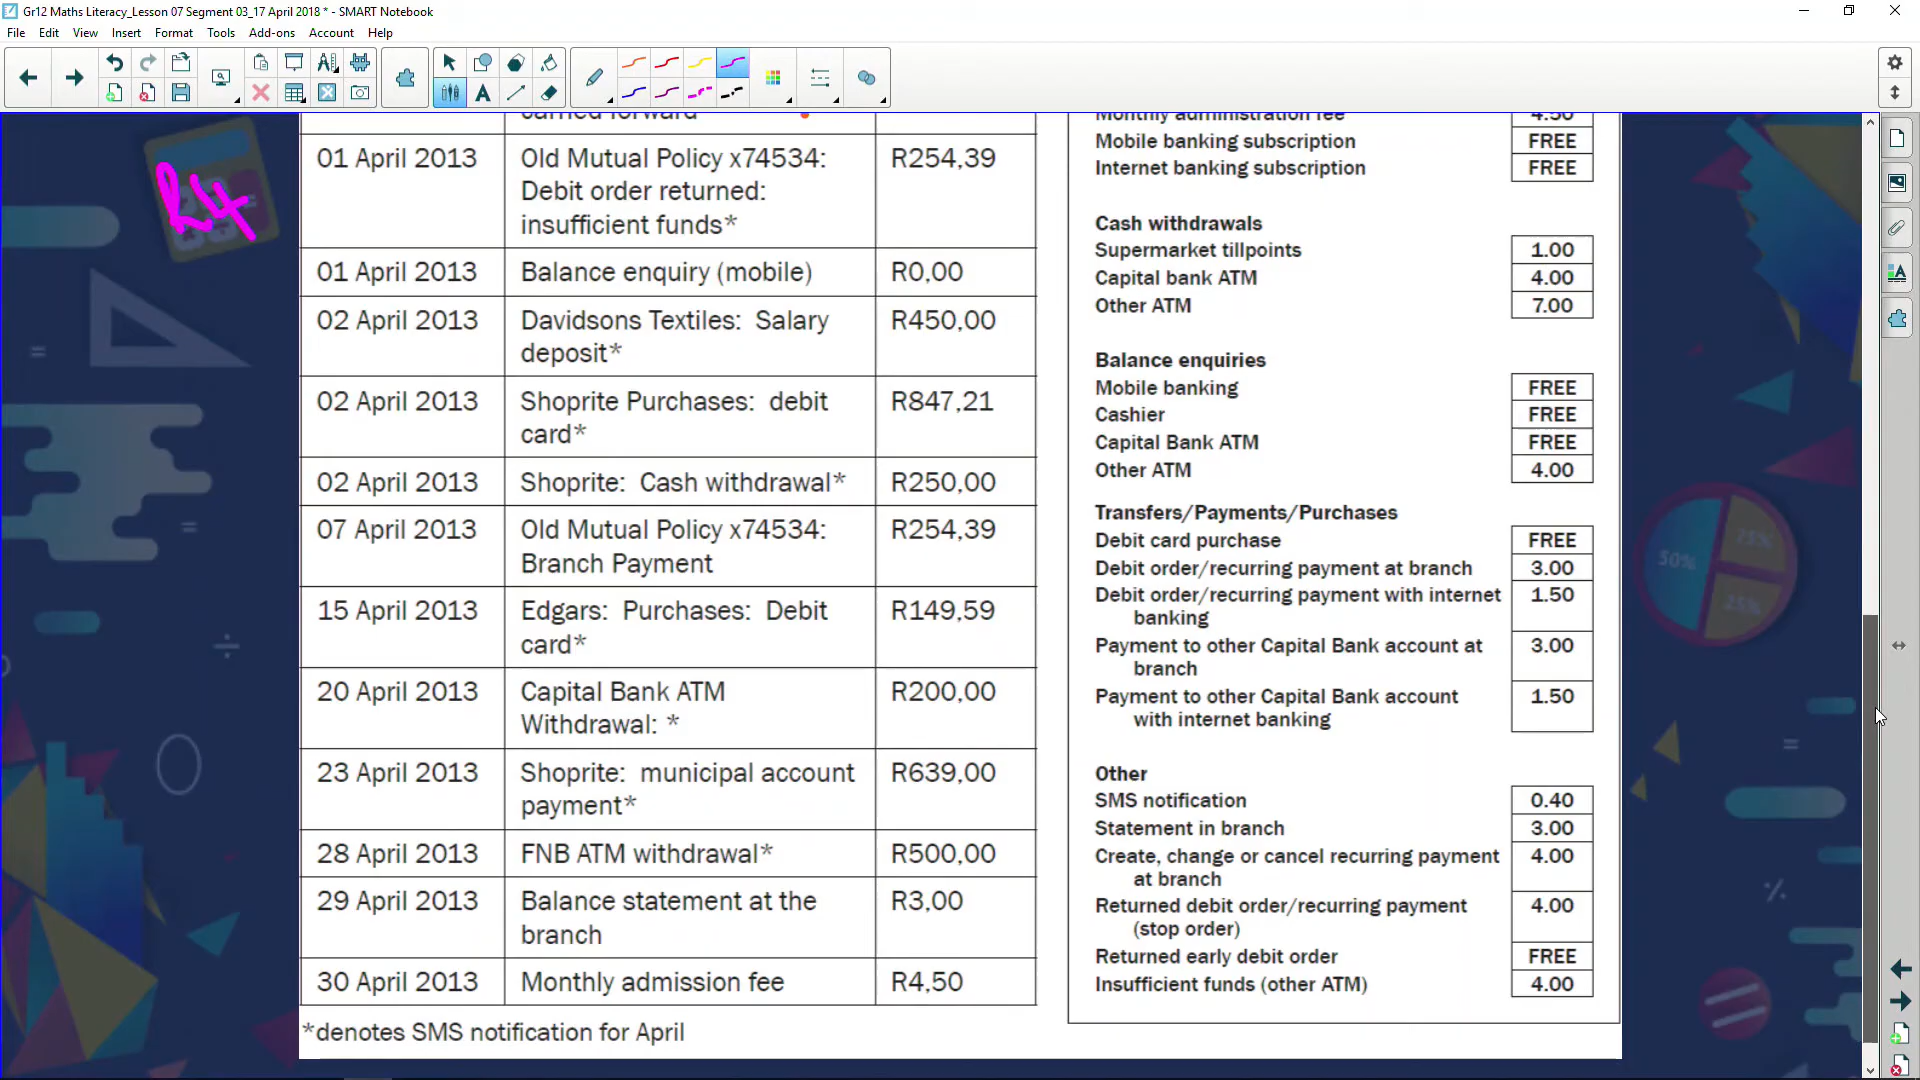 Gr12 Maths Literacy_Lesson 07 Segment 03_17 April 2018 * - SMART Notebook
File Edit View Insert Format Tools Add-ons Account Help
R4
carried forward
01 April 2013 Old Mutual Policy x74534: R254,39
Debit order returned:
insufficient funds*
01 April 2013 Balance enquiry (mobile) R0,00
02 April 2013 Davidsons Textiles: Salary R450,00
deposit*
02 April 2013 Shoprite Purchases: debit R847,21
card*
02 April 2013 Shoprite: Cash withdrawal* R250,00
07 April 2013 Old Mutual Policy x74534: R254,39
Branch Payment
15 April 2013 Edgars: Purchases: Debit R149,59
card*
20 April 2013 Capital Bank ATM R200,00
Withdrawal: *
23 April 2013 Shoprite: municipal account R639,00
payment*
28 April 2013 FNB ATM withdrawal* R500,00
29 April 2013 Balance statement at the R3,00
branch
30 April 2013 Monthly admission fee R4,50
*denotes SMS notification for April
Monthly administration fee 4.50
Mobile banking subscription FREE
Internet banking subscription FREE
Cash withdrawals
Supermarket tillpoints 1.00
Capital bank ATM 4.00
Other ATM 7.00
Balance enquiries
Mobile banking FREE
Cashier FREE
Capital Bank ATM FREE
Other ATM 4.00
Transfers/Payments/Purchases
Debit card purchase FREE
Debit order/recurring payment at branch 3.00
Debit order/recurring payment with internet 1.50
banking
Payment to other Capital Bank account at 3.00
branch
Payment to other Capital Bank account 1.50
with internet banking
Other
SMS notification 0.40
Statement in branch 3.00
Create, change or cancel recurring payment 4.00
at branch
Returned debit order/recurring payment 4.00
(stop order)
Returned early debit order FREE
Insufficient funds (other ATM) 4.00
50%
25%
25%